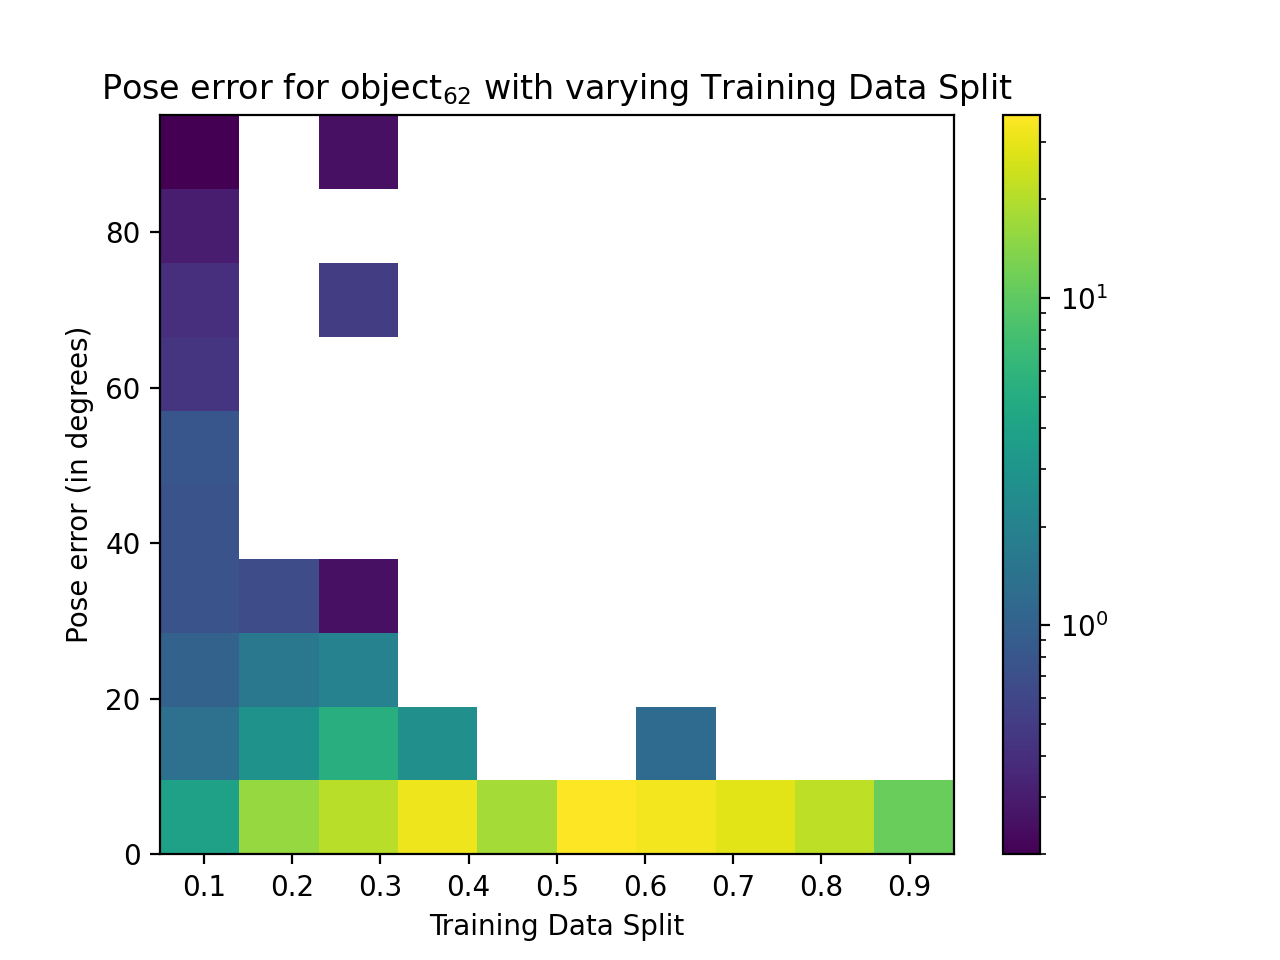 Pose error for object₆₂ with varying Training Data Split
Pose error (in degrees)
80
60
40
20
0
0.1 0.2 0.3 0.4 0.5 0.6 0.7 0.8 0.9
Training Data Split
10¹
10⁰